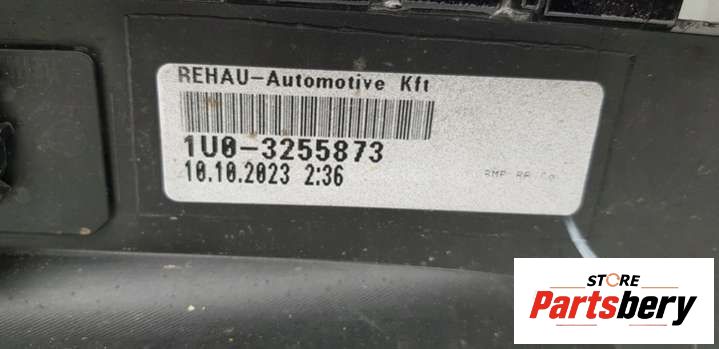 REHAU-Automotive Kft
1U0-3255873
10.10.2023 2:36
STORE
Partsbery